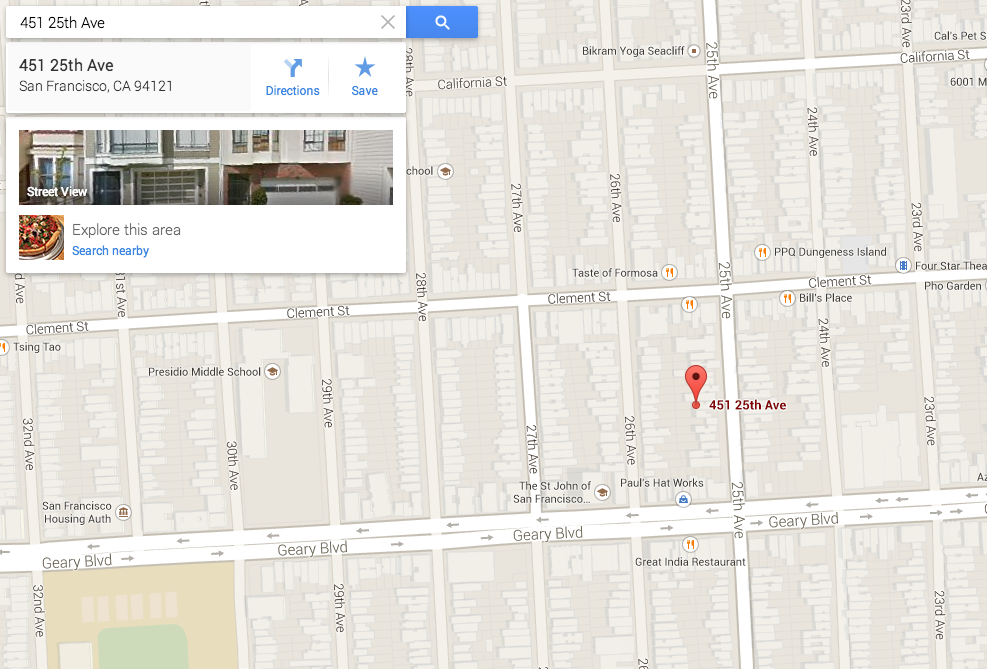 451 25th Ave
451 25th Ave
San Francisco, CA 94121
Directions
Save
Street View
Explore this area
Search nearby
28th Ave
California St
Bikram Yoga Seacliff
25th Ave
23rd Ave
Cal's Pet S
California St
6001 M
24th Ave
chool
27th Ave
26th Ave
23rd Ave
PPQ Dungeness Island
Taste of Formosa
Four Star Thea
25th Ave
Clement St
Pho Garden
d Ave
31st Ave
28th Ave
Clement St
Bill's Place
Clement St
Clement St
24th Ave
Tsing Tao
Presidio Middle School
29th Ave
451 25th Ave
23rd Ave
32nd Ave
30th Ave
27th Ave
26th Ave
The St John of
San Francisco...
Paul's Hat Works
Az
San Francisco
Housing Auth
25th Ave
Geary Blvd
Geary Blvd
Geary Blvd
Geary Blvd
G
Great India Restaurant
32nd Ave
29th Ave
23rd Ave
26